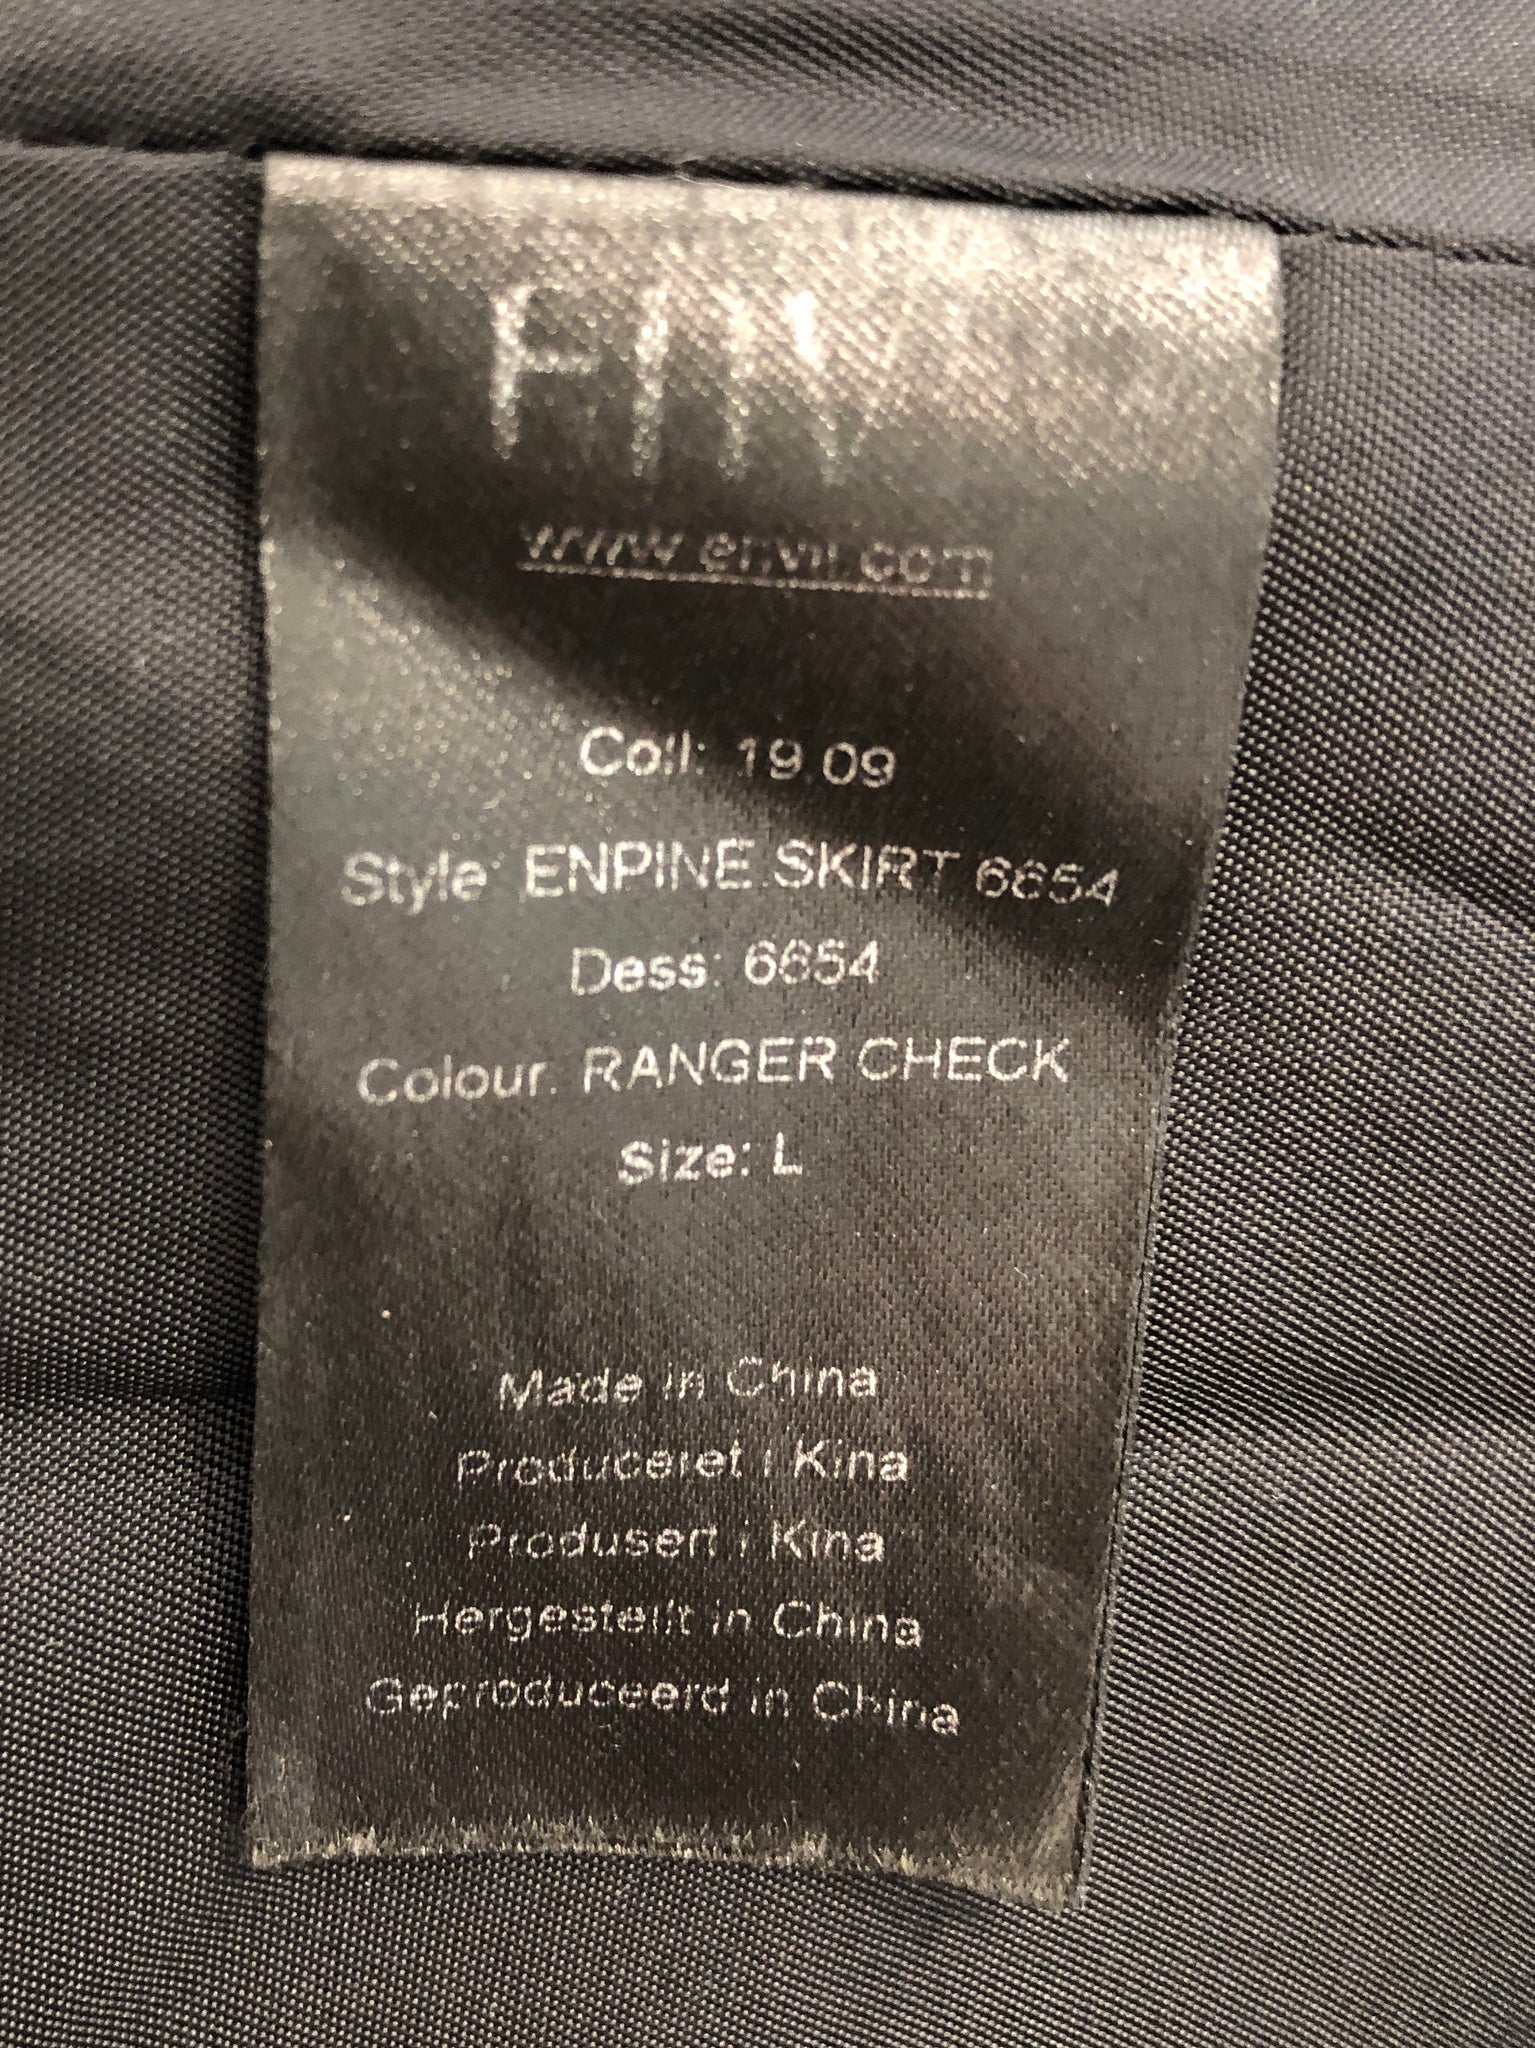 www.envii.com
Coll: 19.09
Style: ENPINE SKIRT 6654
Dess: 6654
Colour: RANGER CHECK
Size: L
Made in China
Produceret i Kina
Produsert i Kina
Hergestellt in China
Geproduceerd in China